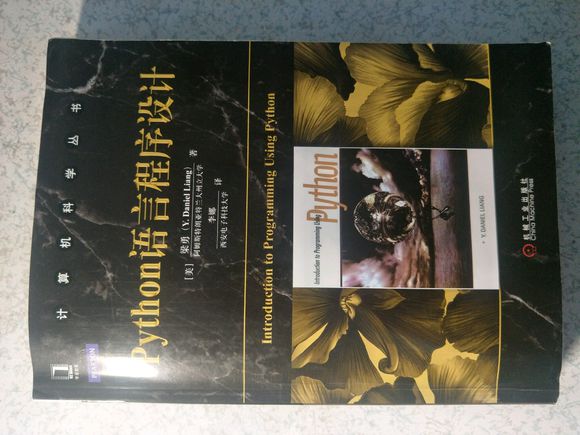 计算机科学丛书
Python语言程序设计
[美] 梁勇（Y. Daniel Liang） 著
阿姆斯特朗亚特兰大州立大学
李娜 译
西安电子科技大学
Introduction to Programming Using Python
Introduction to Programming Using
Python
Y. DANIEL LIANG
机械工业出版社
China Machine Press
PEARSON